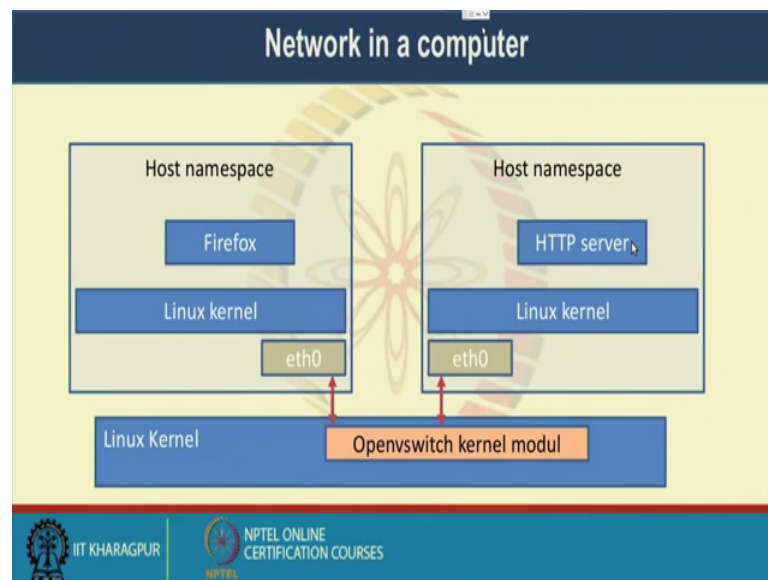 Network in a computer
Host namespace
Host namespace
Firefox
HTTP server
Linux kernel
Linux kernel
eth0
eth0
Linux Kernel
Openvswitch kernel modul
IIT KHARAGPUR
NPTEL ONLINE
CERTIFICATION COURSES
NPTEL